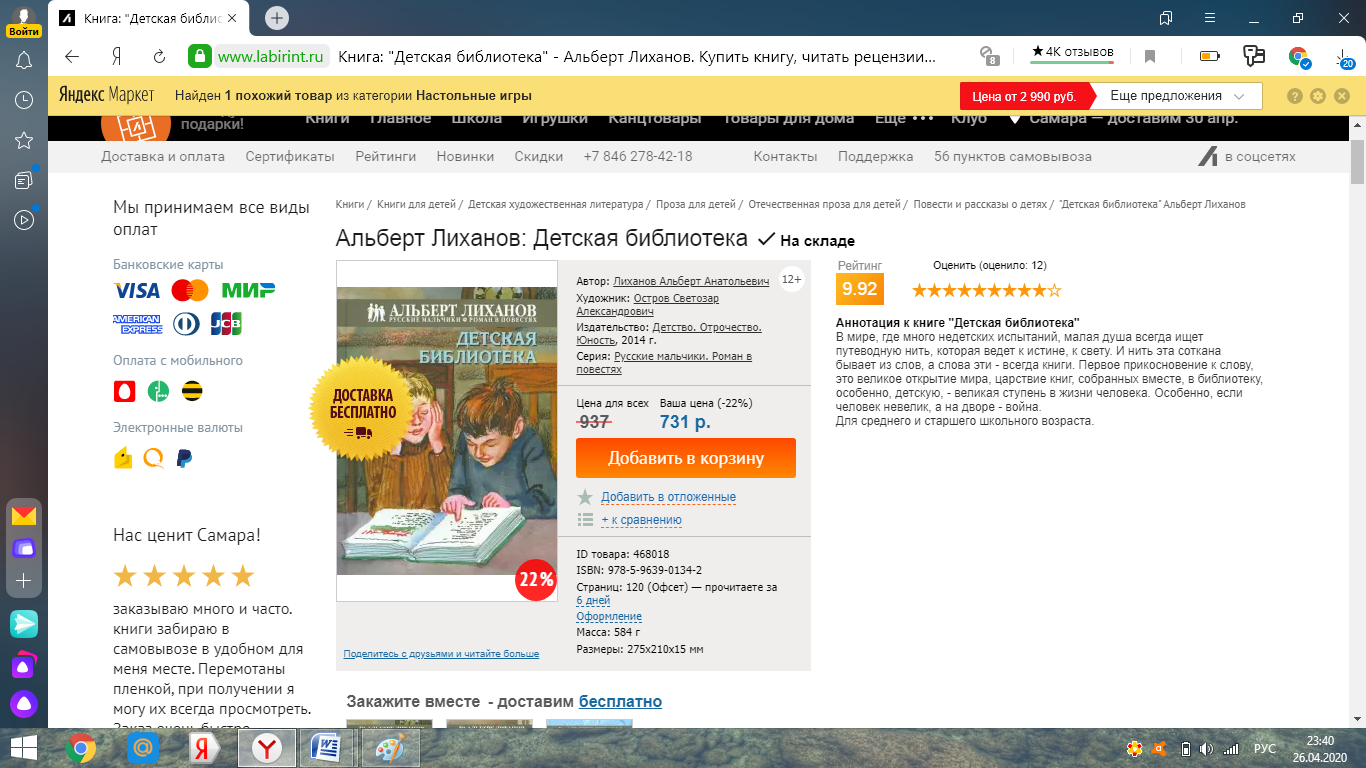 Книга: "Детская библис
Войти
www.labirint.ru
Книга: "Детская библиотека" - Альберт Лиханов. Купить книгу, читать рецензии...
8
★4K отзывов
20
Яндекс Маркет
Найден 1 похожий товар из категории Настольные игры
Цена от 2 990 руб.
Еще предложения
подарки!
Книги Главное Школа Игрушки Канцтовары Товары для дома Еще ••• Клуб Самара — доставим 30 апр.
Доставка и оплата Сертификаты Рейтинги Новинки Скидки +7 846 278-42-18 Контакты Поддержка 56 пунктов самовывоза в соцсетях
Мы принимаем все виды
оплат
Банковские карты
VISA МИР
AMERICAN EXPRESS JCB
Оплата с мобильного
Электронные валюты
Нас ценит Самара!
заказываю много и часто.
книги забираю в
самовывозе в удобном для
меня месте. Перемотаны
пленкой, при получении я
могу их всегда просмотреть.
Заказ очень быстро
Книги / Книги для детей / Детская художественная литература / Проза для детей / Отечественная проза для детей / Повести и рассказы о детях / "Детская библиотека" Альберт Лиханов
Альберт Лиханов: Детская библиотека
На складе
АЛЬБЕРТ ЛИХАНОВ
РУССКИЕ МАЛЬЧИКИ • РОМАН В ПОВЕСТЯХ
ДЕТСКАЯ
БИБЛИОТЕКА
ДОСТАВКА
БЕСПЛАТНО
22%
Поделитесь с друзьями и читайте больше
Автор: Лиханов Альберт Анатольевич
12+
Художник: Остров Светозар
Александрович
Издательство: Детство. Отрочество.
Юность, 2014 г.
Серия: Русские мальчики. Роман в
повестях
Цена для всех Ваша цена (-22%)
937 731 р.
Добавить в корзину
Добавить в отложенные
+ к сравнению
ID товара: 468018
ISBN: 978-5-9639-0134-2
Страниц: 120 (Офсет) — прочитаете за
6 дней
Оформление
Масса: 584 г
Размеры: 275x210x15 мм
Рейтинг
9.92
Оценить (оценило: 12)
Аннотация к книге "Детская библиотека"
В мире, где много недетских испытаний, малая душа всегда ищет
путеводную нить, которая ведет к истине, к свету. И нить эта соткана
бывает из слов, а слова эти - всегда книги. Первое прикосновение к слову,
это великое открытие мира, царствие книг, собранных вместе, в библиотеку,
особенно, детскую, - великая ступень в жизни человека. Особенно, если
человек невелик, а на дворе - война.
Для среднего и старшего школьного возраста.
Закажите вместе - доставим бесплатно
РУС
23:40
26.04.2020